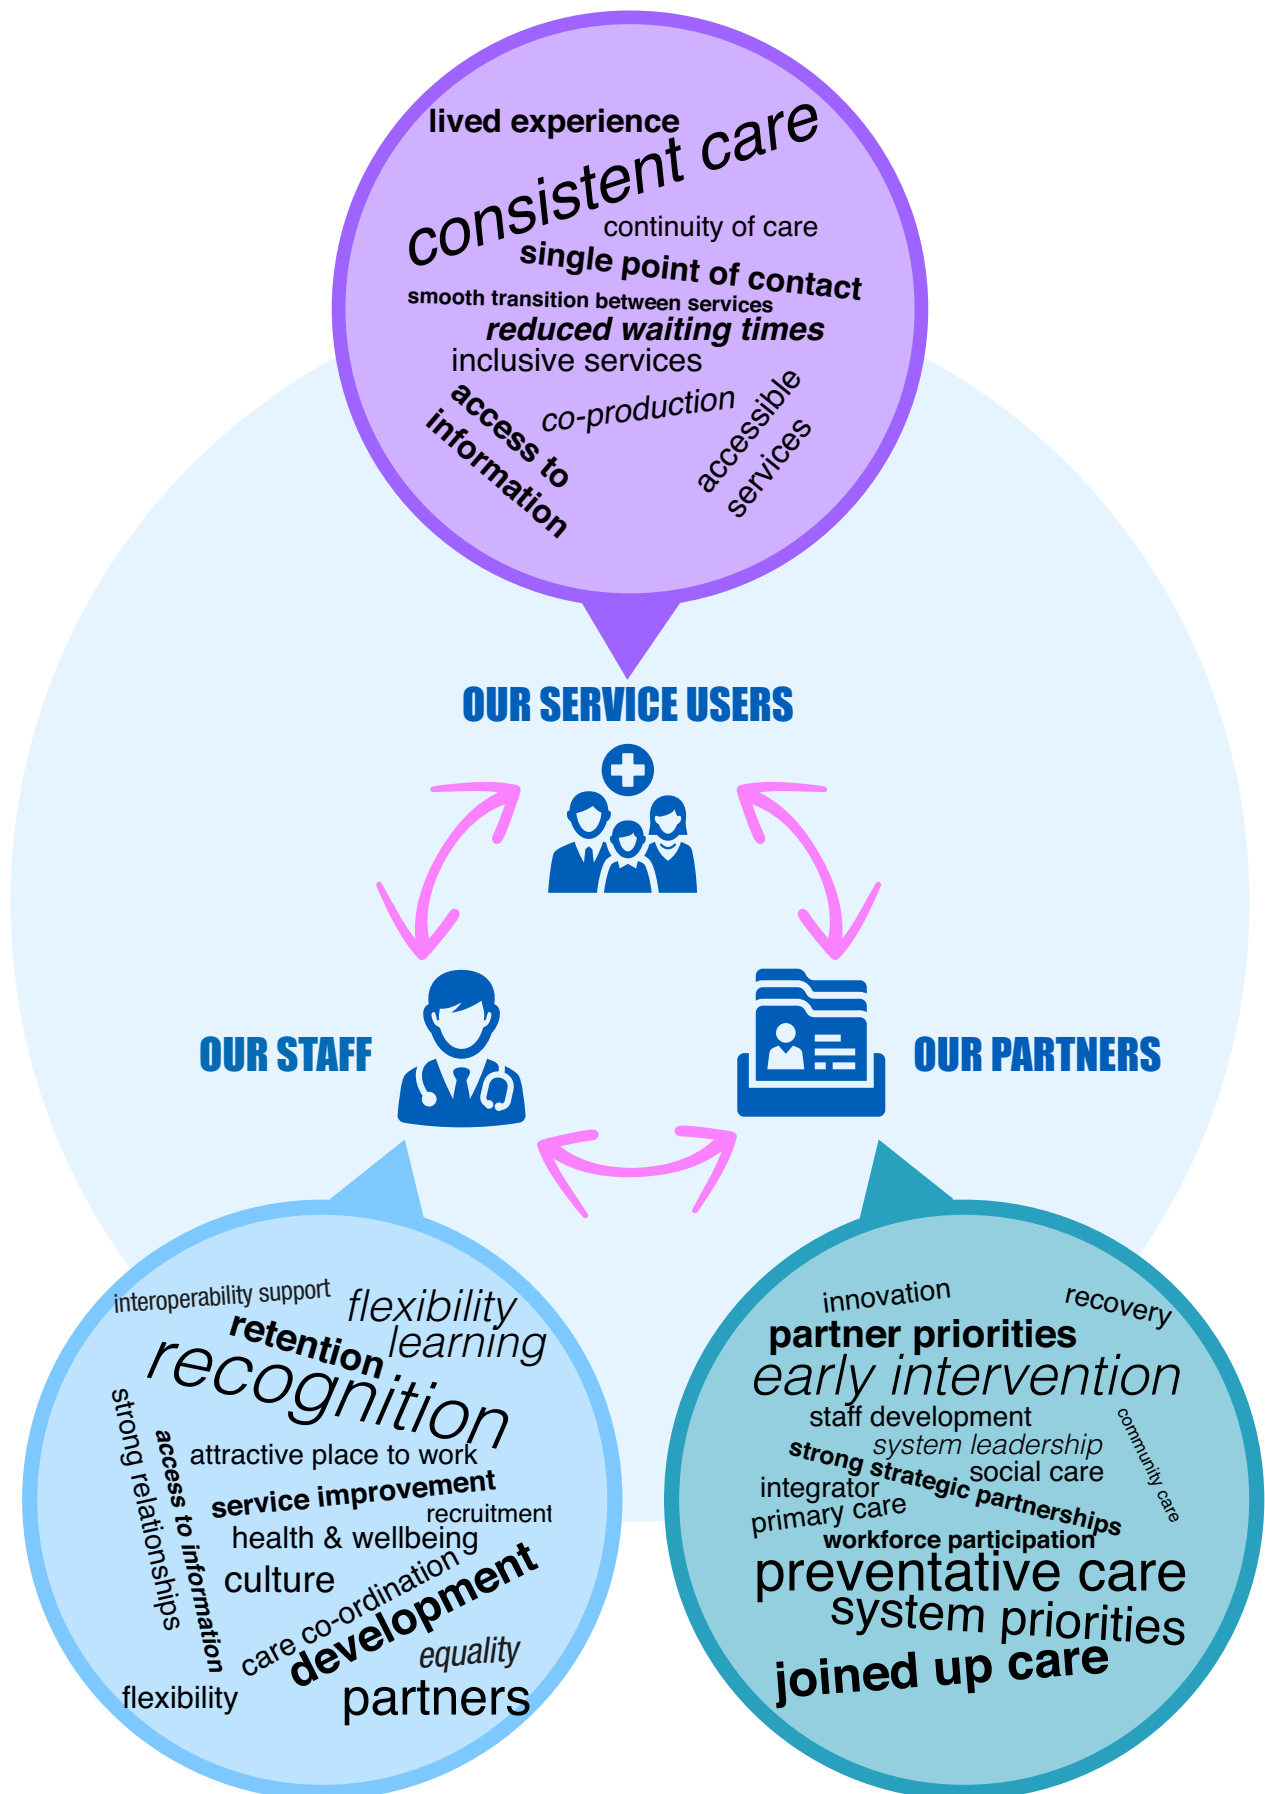 lived experience
consistent care
continuity of care
single point of contact
smooth transition between services
reduced waiting times
inclusive services
access to
information
co-production
accessible
services
OUR SERVICE USERS
OUR STAFF
OUR PARTNERS
interoperability support
flexibility
retention
learning
recognition
strong relationships
access to information
attractive place to work
service improvement
recruitment
health & wellbeing
culture
care co-ordination
development
equality
flexibility
partners
innovation
recovery
partner priorities
early intervention
staff development
system leadership
community care
strong strategic partnerships
social care
integrator
primary care
workforce participation
preventative care
system priorities
joined up care